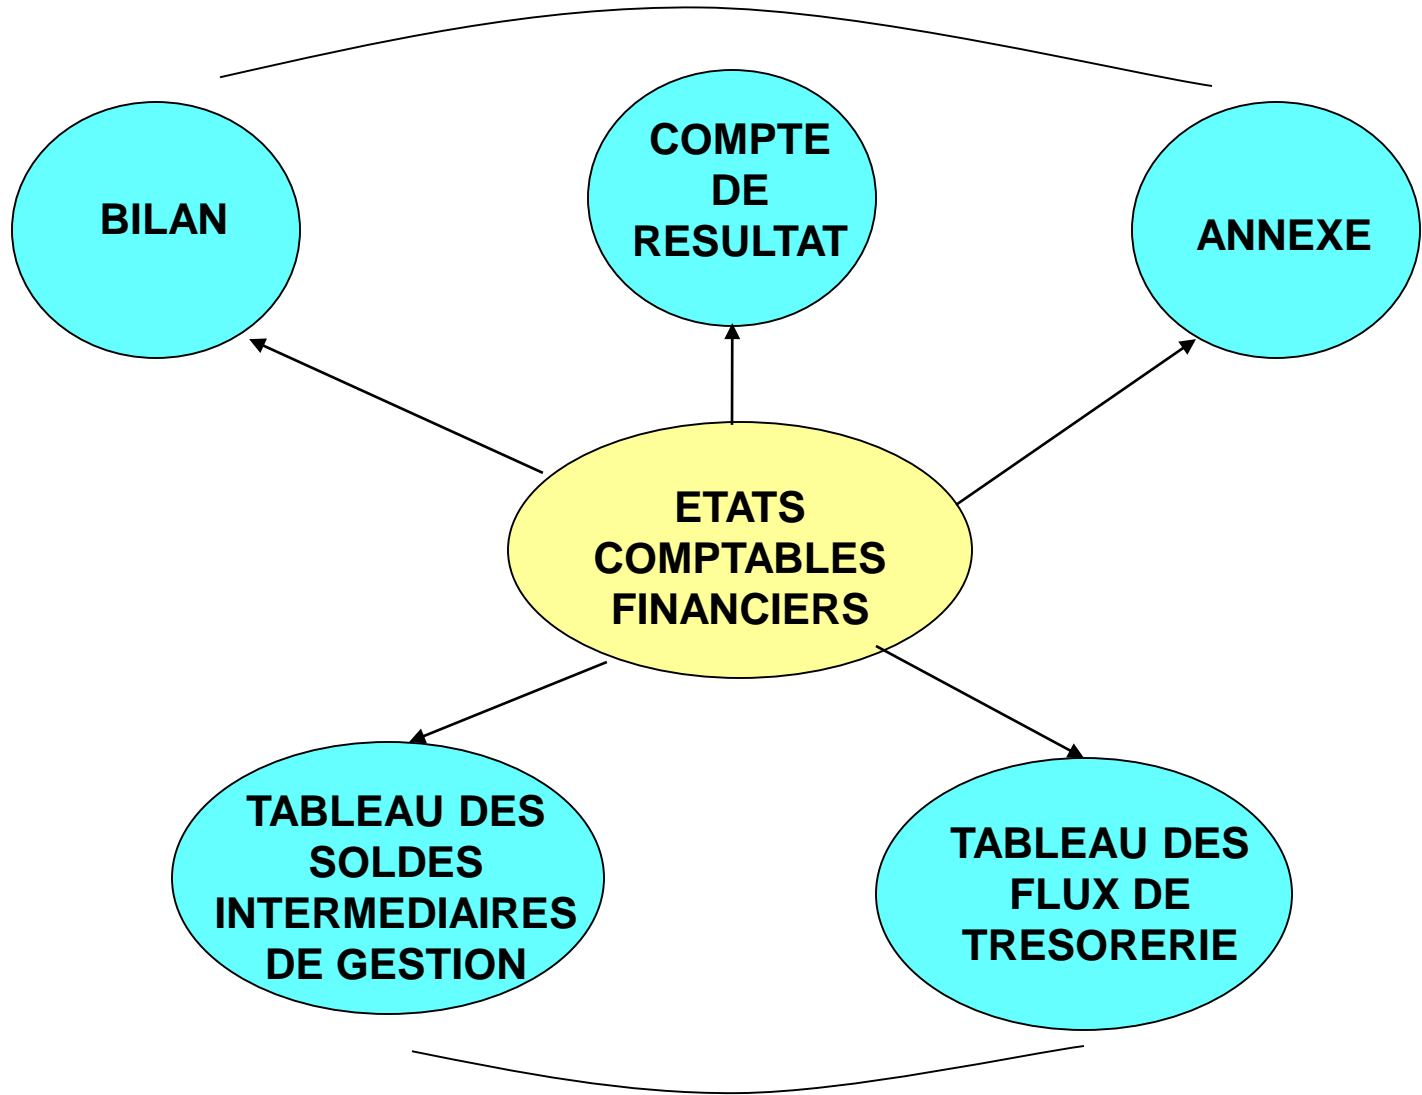 BILAN
COMPTE
DE
RESULTAT
ANNEXE
ETATS
COMPTABLES
FINANCIERS
TABLEAU DES
SOLDES
INTERMEDIAIRES
DE GESTION
TABLEAU DES
FLUX DE
TRESORERIE